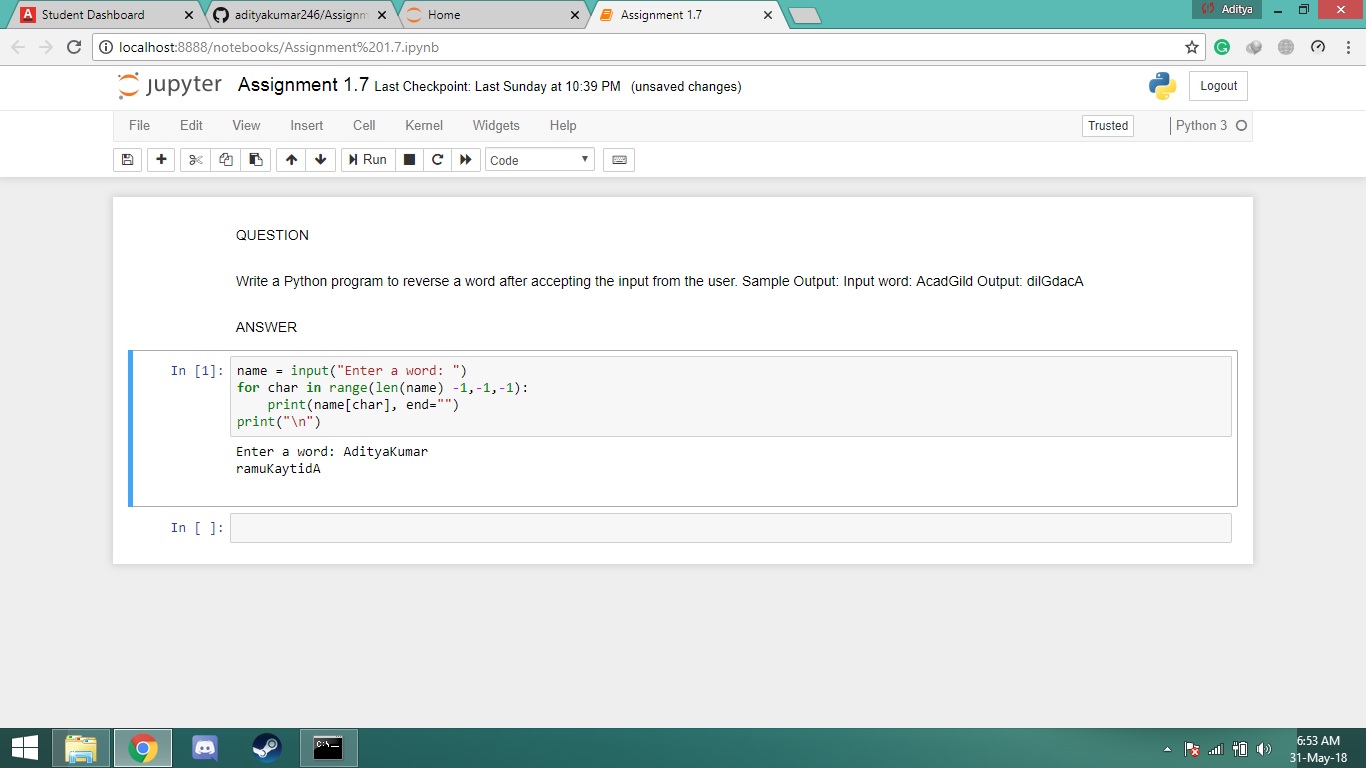 Student Dashboard
adityakumar246/Assignm
Home
Assignment 1.7
Aditya
localhost:8888/notebooks/Assignment%201.7.ipynb
jupyter Assignment 1.7 Last Checkpoint: Last Sunday at 10:39 PM (unsaved changes)
Logout
File Edit View Insert Cell Kernel Widgets Help
Trusted
Python 3
Run
Code
QUESTION
Write a Python program to reverse a word after accepting the input from the user. Sample Output: Input word: AcadGild Output: dilGdacA
ANSWER
In [1]: name = input("Enter a word: ")
for char in range(len(name) -1,-1,-1):
    print(name[char], end="")
print("\n")
Enter a word: AdityaKumar
ramuKaytidA
In [ ]:
6:53 AM
31-May-18